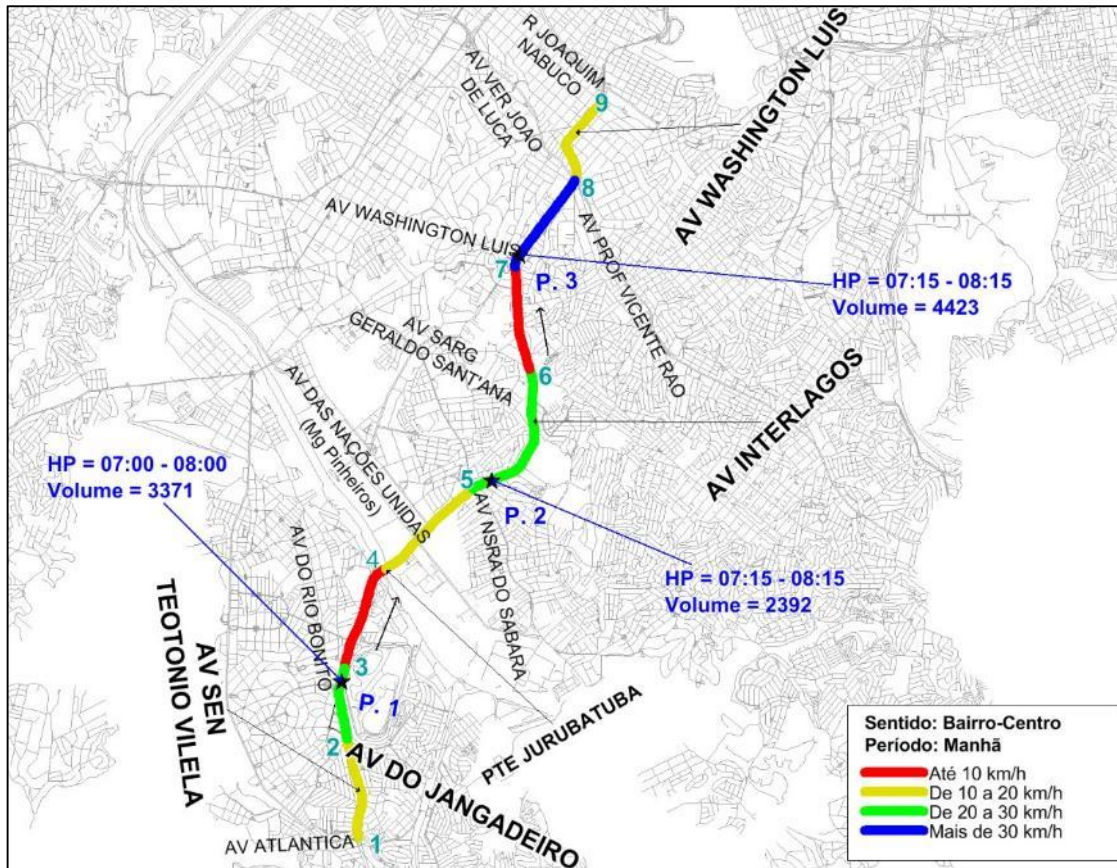 R JOAQUIM
NABUCO
9
AV VER JOAO
DE LUCA
AV WASHINGTON LUIS
8
AV WASHINGTON LUIS
7
P. 3
AV PROF VICENTE RAO
HP = 07:15 - 08:15
Volume = 4423
AV SARG
GERALDO SANT'ANA
6
AV INTERLAGOS
AV DAS NAÇÕES UNIDAS
(Mg Pinheiros)
HP = 07:00 - 08:00
Volume = 3371
5
P. 2
AV NSRA DO SABARA
4
HP = 07:15 - 08:15
Volume = 2392
AV DO RIO BONITO
AV SEN
TEOTONIO VILELA
3
P. 1
PTE JURUBATUBA
2
AV DO JANGADEIRO
AV ATLANTICA
1
Sentido: Bairro-Centro
Período: Manhã
Até 10 km/h
De 10 a 20 km/h
De 20 a 30 km/h
Mais de 30 km/h